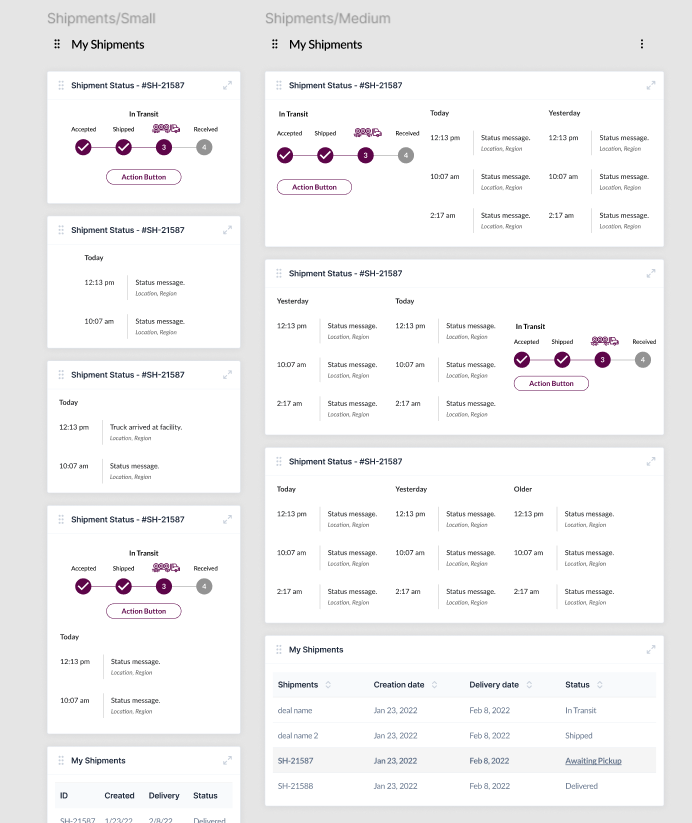 Shipments/Small
My Shipments
Shipment Status - #SH-21587
In Transit
Accepted Shipped Received
3 4
Action Button
Shipment Status - #SH-21587
Today
12:13 pm Status message.
Location, Region
10:07 am Status message.
Location, Region
Shipment Status - #SH-21587
Today
12:13 pm Truck arrived at facility.
Location, Region
10:07 am Status message.
Location, Region
Shipment Status - #SH-21587
In Transit
Accepted Shipped Received
3 4
Action Button
Today
12:13 pm Status message.
Location, Region
10:07 am Status message.
Location, Region
My Shipments
ID Created Delivery Status
SH-21587 1/23/22 2/8/22 Delivered
Shipments/Medium
My Shipments
Shipment Status - #SH-21587
In Transit
Accepted Shipped Received
3 4
Action Button
Today Yesterday
12:13 pm Status message. 12:13 pm Status message.
Location, Region Location, Region
10:07 am Status message. 10:07 am Status message.
Location, Region Location, Region
2:17 am Status message. 2:17 am Status message.
Location, Region Location, Region
Shipment Status - #SH-21587
Yesterday Today
12:13 pm Status message. 12:13 pm Status message.
Location, Region Location, Region
10:07 am Status message. 10:07 am Status message.
Location, Region Location, Region
2:17 am Status message. 2:17 am Status message.
Location, Region Location, Region
In Transit
Accepted Shipped Received
3 4
Action Button
Shipment Status - #SH-21587
Today Yesterday Older
12:13 pm Status message. 12:13 pm Status message. 12:13 pm Status message.
Location, Region Location, Region Location, Region
10:07 am Status message. 10:07 am Status message. 10:07 am Status message.
Location, Region Location, Region Location, Region
2:17 am Status message. 2:17 am Status message. 2:17 am Status message.
Location, Region Location, Region Location, Region
My Shipments
Shipments Creation date Delivery date Status
deal name Jan 23, 2022 Feb 8, 2022 In Transit
deal name 2 Jan 23, 2022 Feb 8, 2022 Shipped
SH-21587 Jan 23, 2022 Feb 8, 2022 Awaiting Pickup
SH-21588 Jan 23, 2022 Feb 8, 2022 Delivered